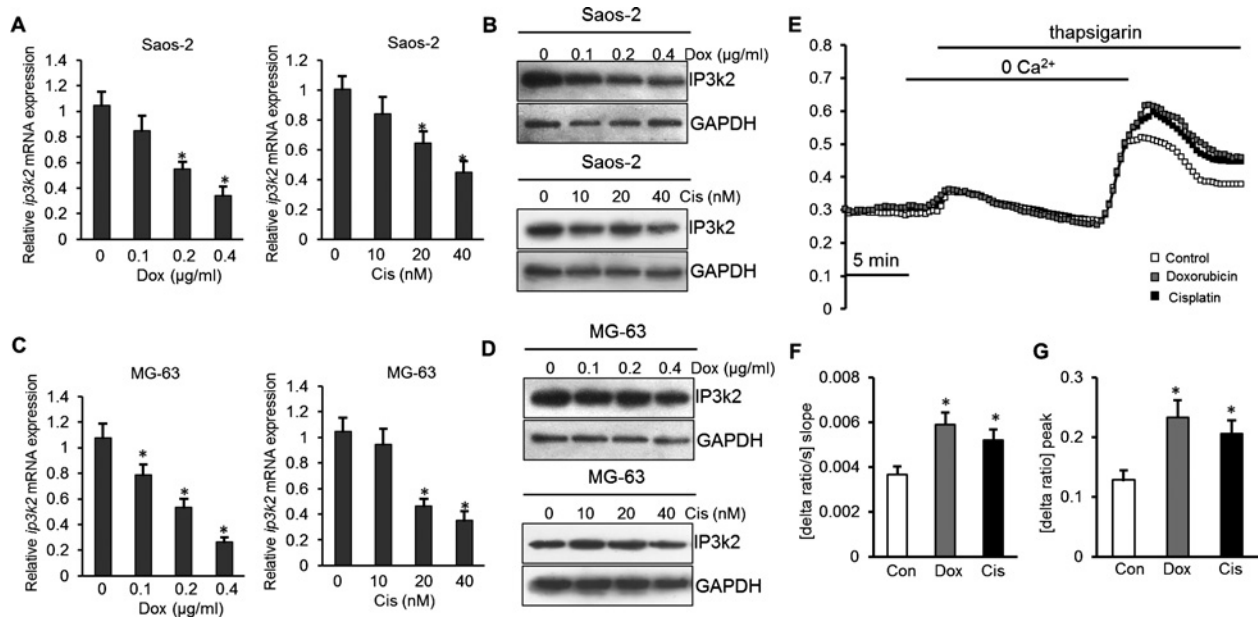 A
Saos-2
Relative ip3k2 mRNA expression
1.4
1.2
1
0.8
0.6
0.4
0.2
0
*
*
0 0.1 0.2 0.4
Dox (µg/ml)
Saos-2
Relative ip3k2 mRNA expression
1.2
1
0.8
0.6
0.4
0.2
0
*
*
0 10 20 40
Cis (nM)
B
Saos-2
0 0.1 0.2 0.4 Dox (µg/ml)
IP3k2
GAPDH
Saos-2
0 10 20 40 Cis (nM)
IP3k2
GAPDH
C
MG-63
Relative ip3k2 mRNA expression
1.4
1.2
1
0.8
0.6
0.4
0.2
0
*
*
*
0 0.1 0.2 0.4
Dox (µg/ml)
MG-63
Relative ip3k2 mRNA expression
1.4
1.2
1
0.8
0.6
0.4
0.2
0
*
*
0 10 20 40
Cis (nM)
D
MG-63
0 0.1 0.2 0.4 Dox (µg/ml)
IP3k2
GAPDH
MG-63
0 10 20 40 Cis (nM)
IP3k2
GAPDH
E
thapsigarin
0 Ca²⁺
0.8
0.7
0.6
0.5
0.4
0.3
0.2
0.1
0
5 min
Control
Doxorubicin
Cisplatin
F
[delta ratio/s] slope
0.008
0.006
0.004
0.002
0
*
*
Con Dox Cis
G
[delta ratio] peak
0.3
0.2
0.1
0
*
*
Con Dox Cis